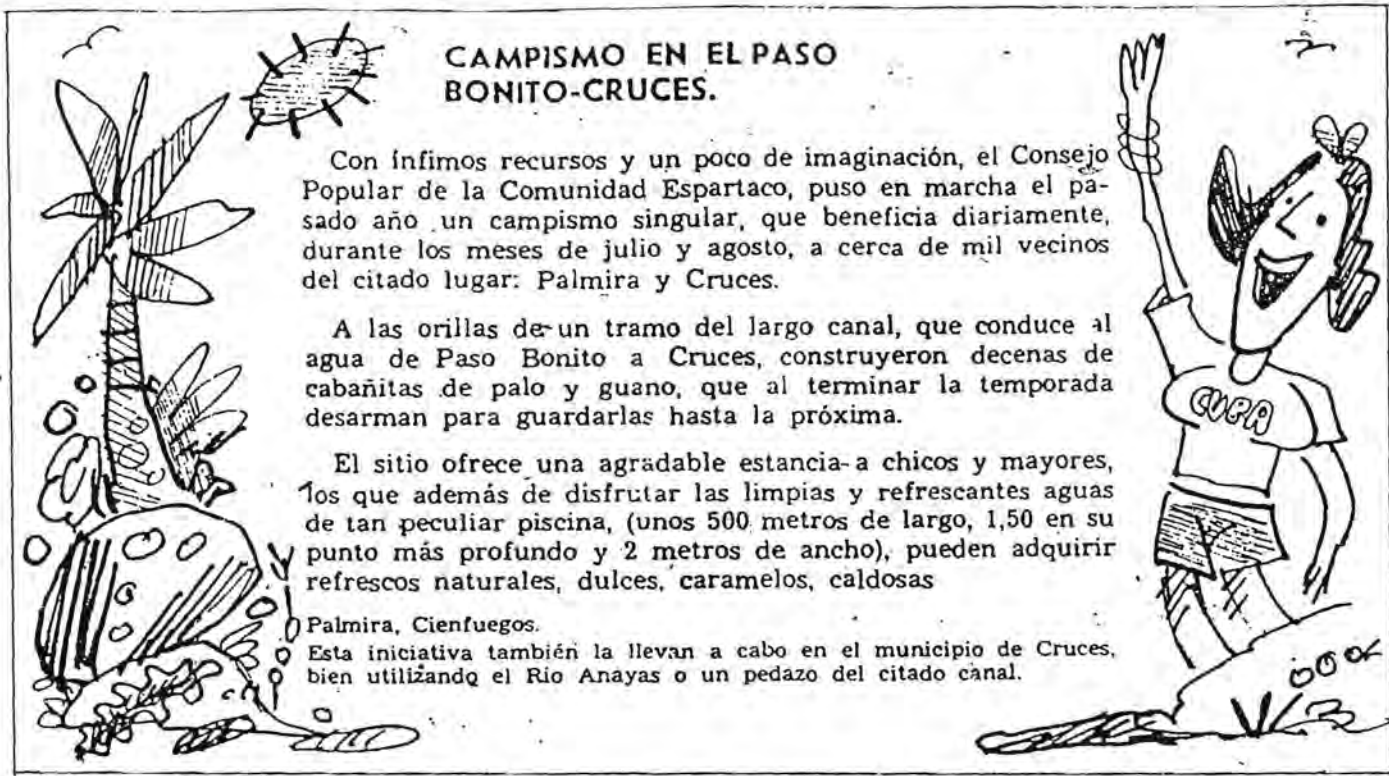 CAMPISMO EN EL PASO
BONITO-CRUCES.
Con ínfimos recursos y un poco de imaginación, el Consejo
Popular de la Comunidad Espartaco, puso en marcha el pa-
sado año un campismo singular, que beneficia diariamente,
durante los meses de julio y agosto, a cerca de mil vecinos
del citado lugar: Palmira y Cruces.
A las orillas de un tramo del largo canal, que conduce al
agua de Paso Bonito a Cruces, construyeron decenas de
cabañitas de palo y guano, que al terminar la temporada
desarman para guardarlas hasta la próxima.
El sitio ofrece una agradable estancia a chicos y mayores,
los que además de disfrutar las limpias y refrescantes aguas
de tan peculiar piscina, (unos 500 metros de largo, 1,50 en su
punto más profundo y 2 metros de ancho), pueden adquirir
refrescos naturales, dulces, caramelos, caldosas
Palmira, Cienfuegos.
Esta iniciativa también la llevan a cabo en el municipio de Cruces,
bien utilizando el Río Anayas o un pedazo del citado canal.
CUBA